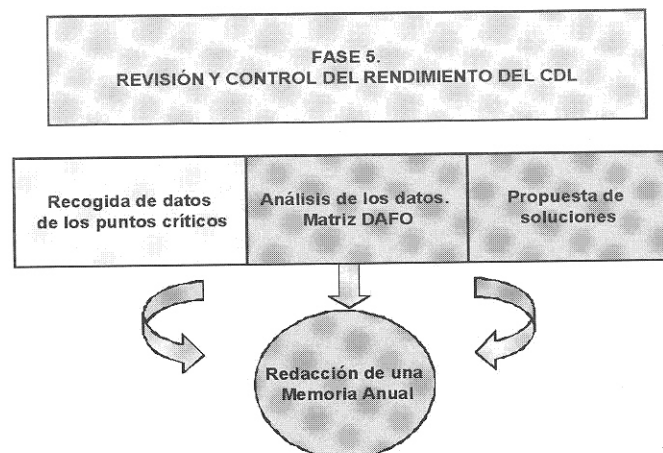 FASE 5.
REVISIÓN Y CONTROL DEL RENDIMIENTO DEL CDL
Recogida de datos
de los puntos críticos
Análisis de los datos.
Matriz DAFO
Propuesta de
soluciones
Redacción de una
Memoria Anual